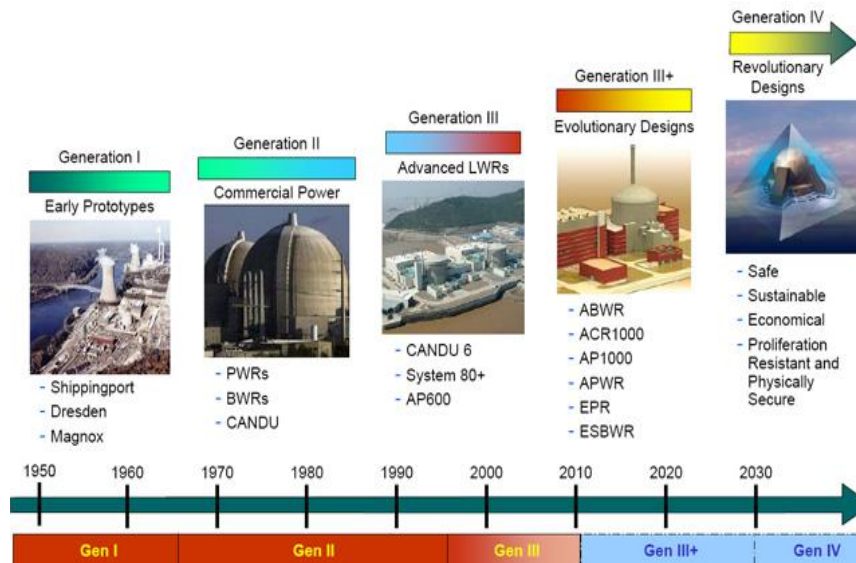 Generation I
Early Prototypes
- Shippingport
- Dresden
- Magnox
Generation II
Commercial Power
- PWRs
- BWRs
- CANDU
Generation III
Advanced LWRs
- CANDU 6
- System 80+
- AP600
Generation III+
Evolutionary Designs
- ABWR
- ACR1000
- AP1000
- APWR
- EPR
- ESBWR
Generation IV
Revolutionary
Designs
- Safe
- Sustainable
- Economical
- Proliferation
Resistant and
Physically
Secure
1950 1960 1970 1980 1990 2000 2010 2020 2030
Gen I Gen II Gen III Gen III+ Gen IV